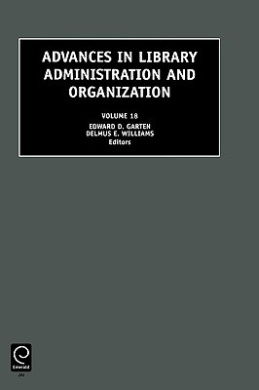 ADVANCES IN LIBRARY
ADMINISTRATION AND
ORGANIZATION
VOLUME 18
EDWARD D. GARTEN
DELMUS E. WILLIAMS
Editors
Emerald